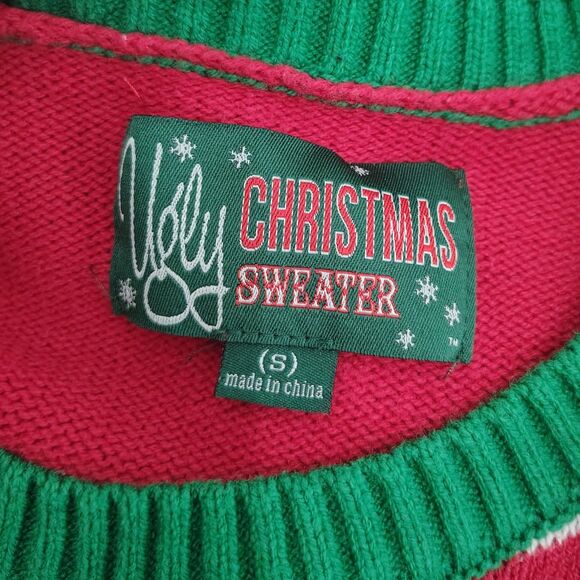 Ugly
CHRISTMAS
SWEATER
™
(S)
made in china